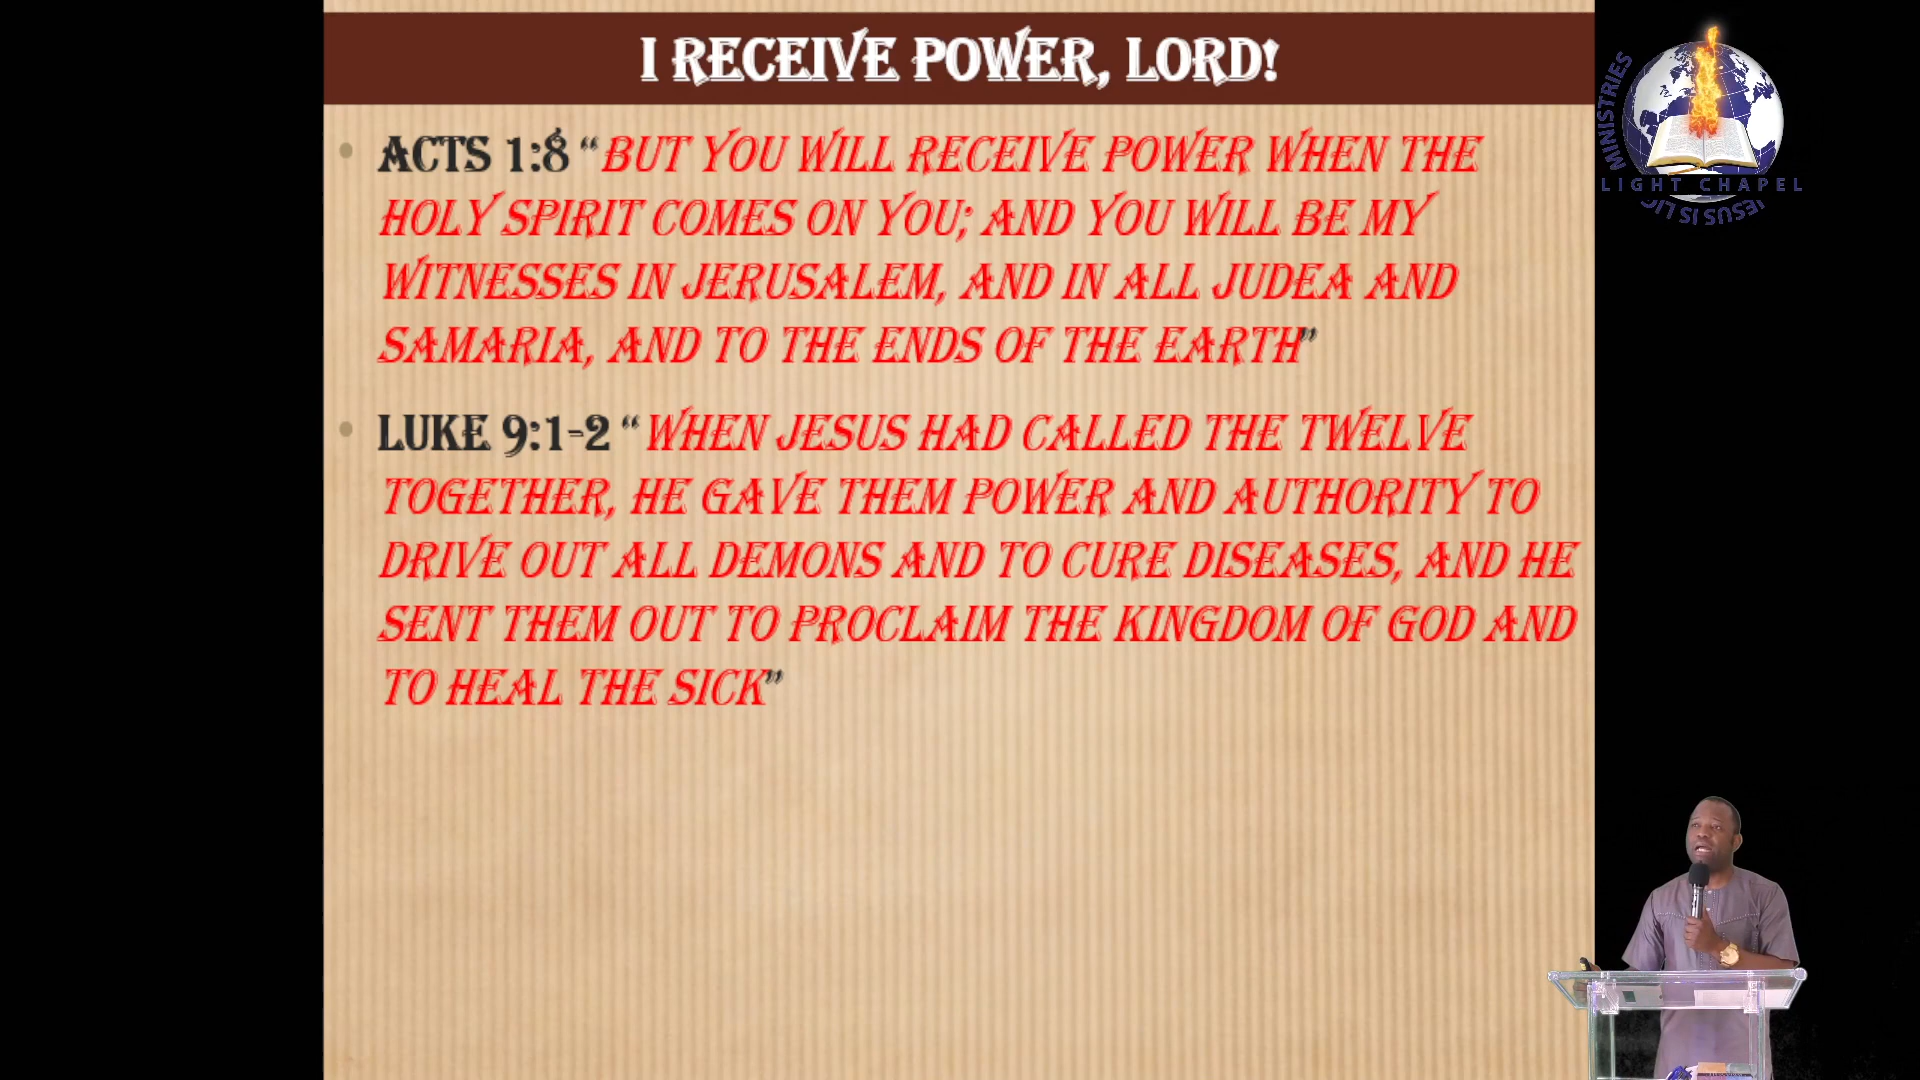 I RECEIVE POWER, LORD!
• ACTS 1:8 “BUT YOU WILL RECEIVE POWER WHEN THE
HOLY SPIRIT COMES ON YOU; AND YOU WILL BE MY
WITNESSES IN JERUSALEM, AND IN ALL JUDEA AND
SAMARIA, AND TO THE ENDS OF THE EARTH”
• LUKE 9:1-2 “WHEN JESUS HAD CALLED THE TWELVE
TOGETHER, HE GAVE THEM POWER AND AUTHORITY TO
DRIVE OUT ALL DEMONS AND TO CURE DISEASES, AND HE
SENT THEM OUT TO PROCLAIM THE KINGDOM OF GOD AND
TO HEAL THE SICK”
MINISTRIES
LIGHT CHAPEL
JESUS IS